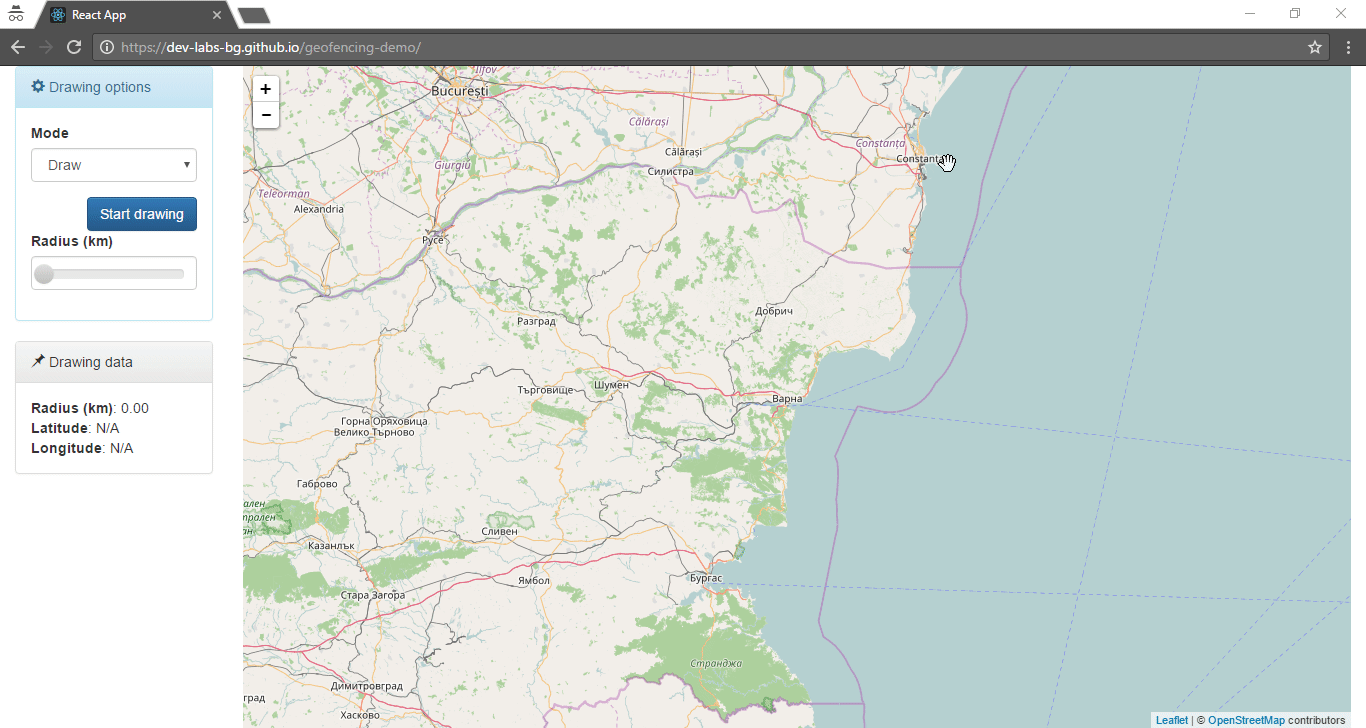 React App
https://dev-labs-bg.github.io/geofencing-demo/
Drawing options
Mode
Draw
Start drawing
Radius (km)
Drawing data
Radius (km): 0.00
Latitude: N/A
Longitude: N/A
+
−
Ilfov
București
Călărași
Constanța
Călărași
Constanța
Giurgiu
Силистра
Teleorman
Alexandria
Русе
Добрич
Разград
Шумен
Търговище
Варна
Горна Оряховица
Велико Търново
Габрово
Сливен
Казанлък
Бургас
Ямбол
Стара Загора
Странджа
Димитровград
град
Хасково
Leaflet | © OpenStreetMap contributors